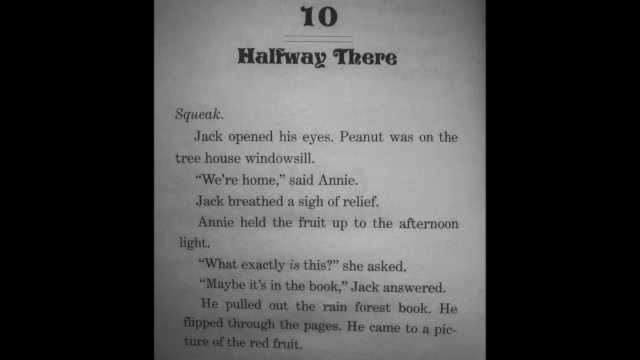 10
Halfway There
Squeak.
Jack opened his eyes. Peanut was on the
tree house windowsill.
“We’re home,” said Annie.
Jack breathed a sigh of relief.
Annie held the fruit up to the afternoon
light.
“What exactly is this?” she asked.
“Maybe it’s in the book,” Jack answered.
He pulled out the rain forest book. He
flipped through the pages. He came to a pic-
ture of the red fruit.